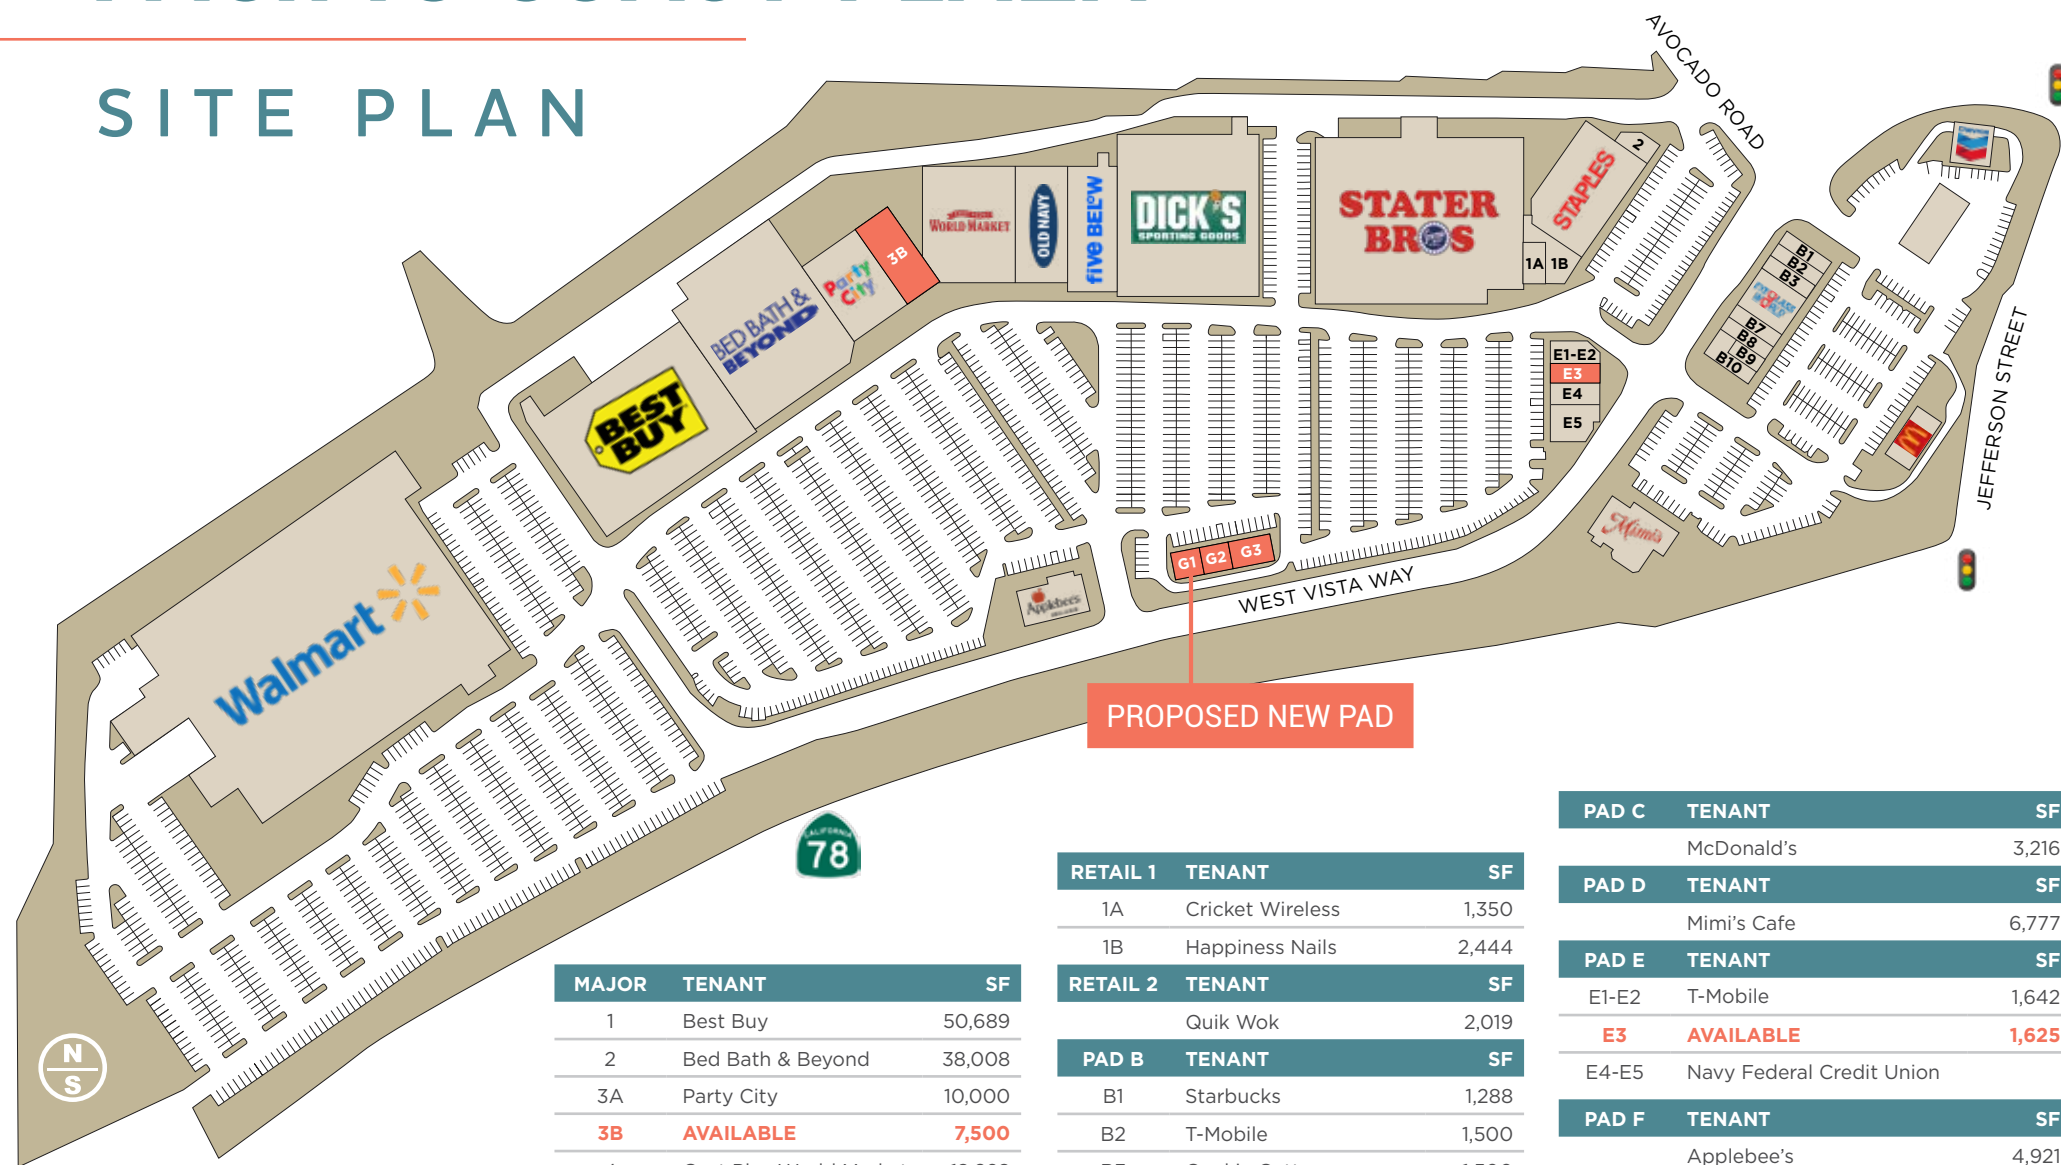 SITE PLAN
AVOCADO ROAD
JEFFERSON STREET
WEST VISTA WAY
Chevron
2
STAPLES
STATER
BROS
1A
1B
DICK'S
SPORTING GOODS
five BELOW
OLD NAVY
WORLD MARKET
3B
Party
City
BED BATH &
BEYOND
BEST
BUY
Walmart
B1
B2
B3
EYEGLASS
WORLD
B7
B8
B9
B10
E1-E2
E3
E4
E5
Mimi's
G1
G2
G3
Applebee's
PROPOSED NEW PAD
CALIFORNIA
78
N
S
MAJOR TENANT SF
1 Best Buy 50,689
2 Bed Bath & Beyond 38,008
3A Party City 10,000
3B AVAILABLE 7,500
RETAIL 1 TENANT SF
1A Cricket Wireless 1,350
1B Happiness Nails 2,444
RETAIL 2 TENANT SF
Quik Wok 2,019
PAD B TENANT SF
B1 Starbucks 1,288
B2 T-Mobile 1,500
PAD C TENANT SF
McDonald's 3,216
PAD D TENANT SF
Mimi's Cafe 6,777
PAD E TENANT SF
E1-E2 T-Mobile 1,642
E3 AVAILABLE 1,625
E4-E5 Navy Federal Credit Union
PAD F TENANT SF
Applebee's 4,921